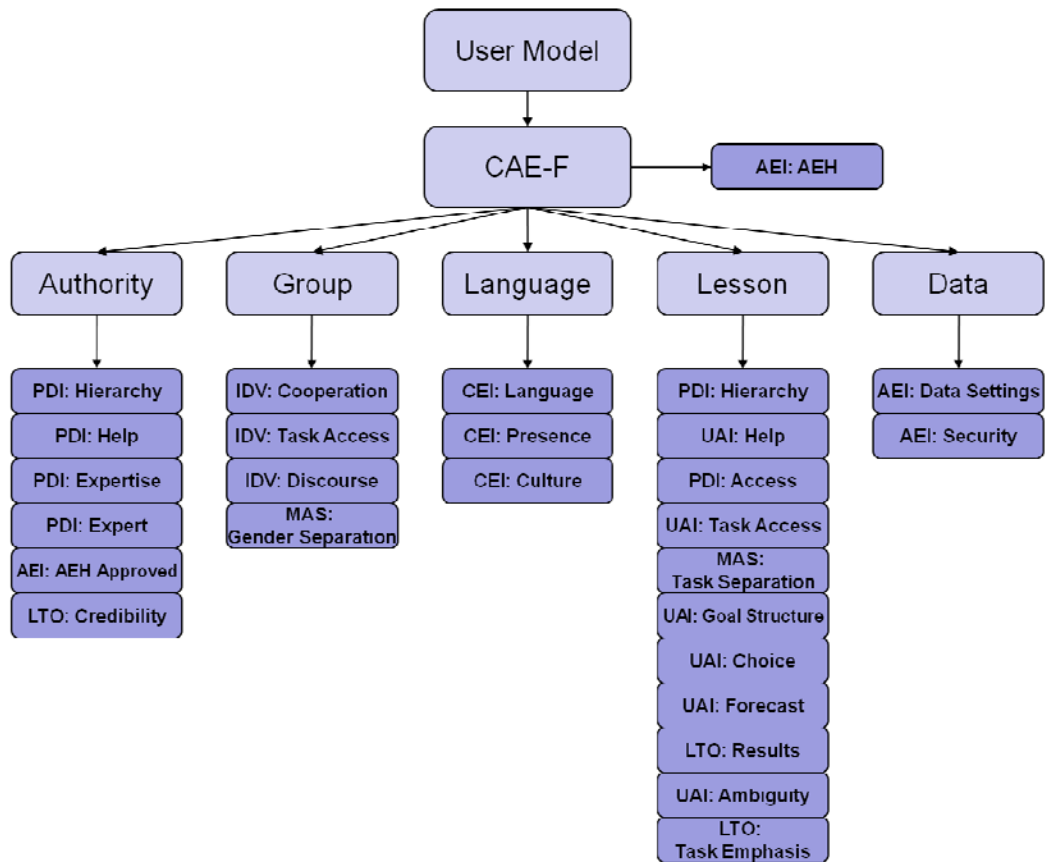 User Model
CAE-F
AEI: AEH
Authority
Group
Language
Lesson
Data
PDI: Hierarchy
PDI: Help
PDI: Expertise
PDI: Expert
AEI: AEH Approved
LTO: Credibility
IDV: Cooperation
IDV: Task Access
IDV: Discourse
MAS:
Gender Separation
CEI: Language
CEI: Presence
CEI: Culture
PDI: Hierarchy
UAI: Help
PDI: Access
UAI: Task Access
MAS:
Task Separation
UAI: Goal Structure
UAI: Choice
UAI: Forecast
LTO: Results
UAI: Ambiguity
LTO:
Task Emphasis
AEI: Data Settings
AEI: Security